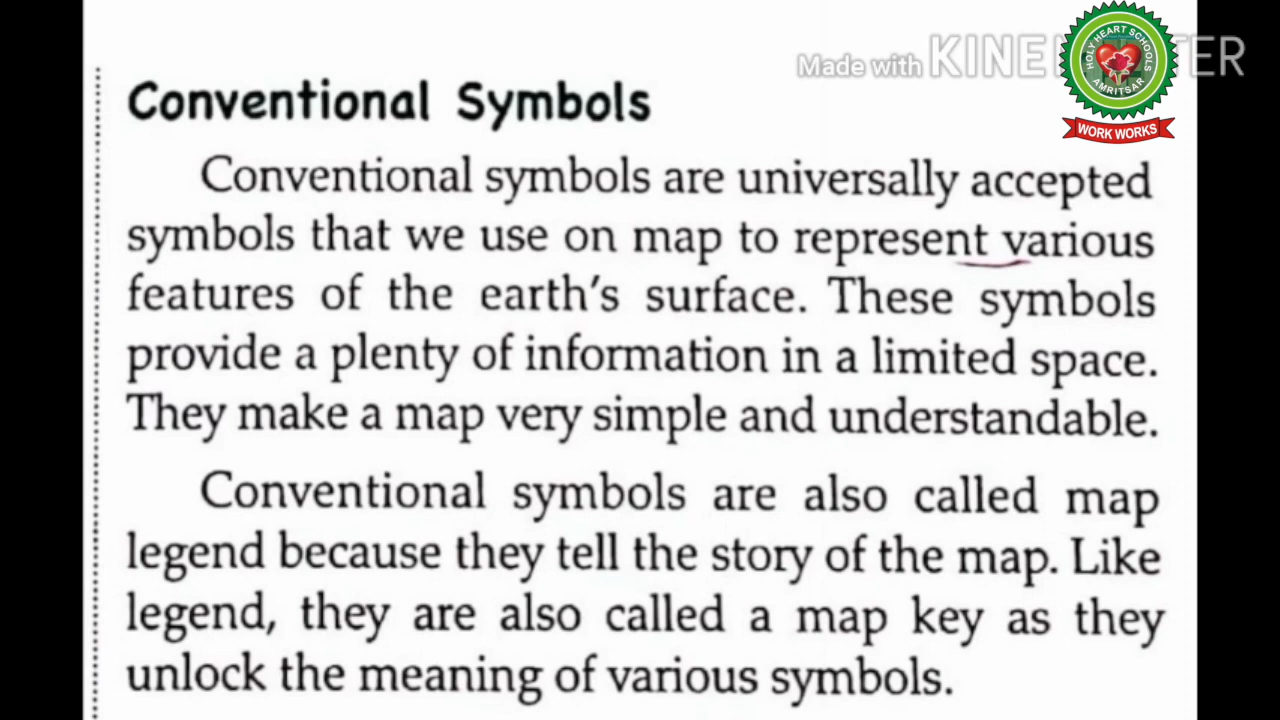 Made with KINE TER
HOLY HEART SCHOOLS
AMRITSAR
WORK WORKS
Conventional Symbols
Conventional symbols are universally accepted
symbols that we use on map to represent various
features of the earth's surface. These symbols
provide a plenty of information in a limited space.
They make a map very simple and understandable.
Conventional symbols are also called map
legend because they tell the story of the map. Like
legend, they are also called a map key as they
unlock the meaning of various symbols.